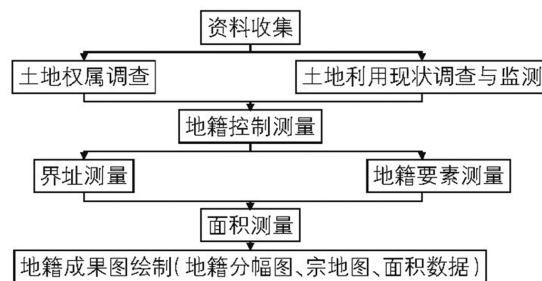 资料收集
土地权属调查
土地利用现状调查与监测
地籍控制测量
界址测量
地籍要素测量
面积测量
地籍成果图绘制(地籍分幅图、宗地图、面积数据)